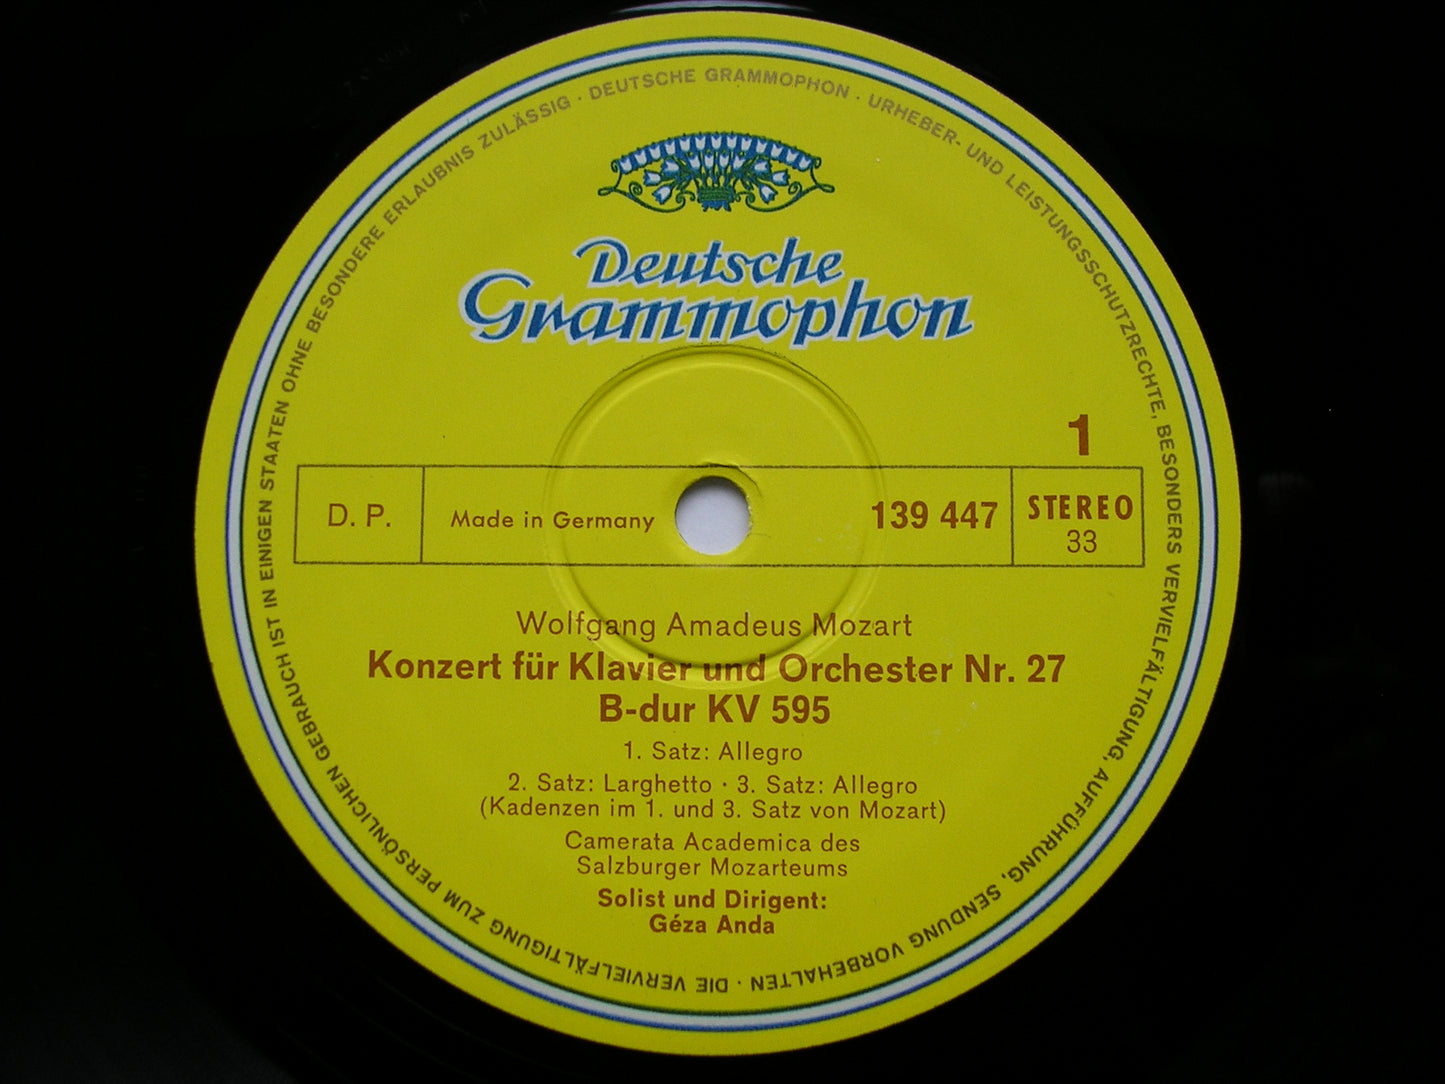 DEUTSCHE GRAMMOPHON · URHEBER- UND LEISTUNGSSCHUTZRECHTE, BESONDERS VERVIELFÄLTIGUNG, AUFFÜHRUNG, SENDUNG VORBEHALTEN · DIE VERVIELFÄLTIGUNG ZUM PERSÖNLICHEN GEBRAUCH IST IN EINIGEN STAATEN OHNE BESONDERE ERLAUBNIS ZULÄSSIG ·
Deutsche
Grammophon
1
D. P. Made in Germany 139 447 STEREO
33
Wolfgang Amadeus Mozart
Konzert für Klavier und Orchester Nr. 27
B-dur KV 595
1. Satz: Allegro
2. Satz: Larghetto · 3. Satz: Allegro
(Kadenzen im 1. und 3. Satz von Mozart)
Camerata Academica des
Salzburger Mozarteums
Solist und Dirigent:
Géza Anda